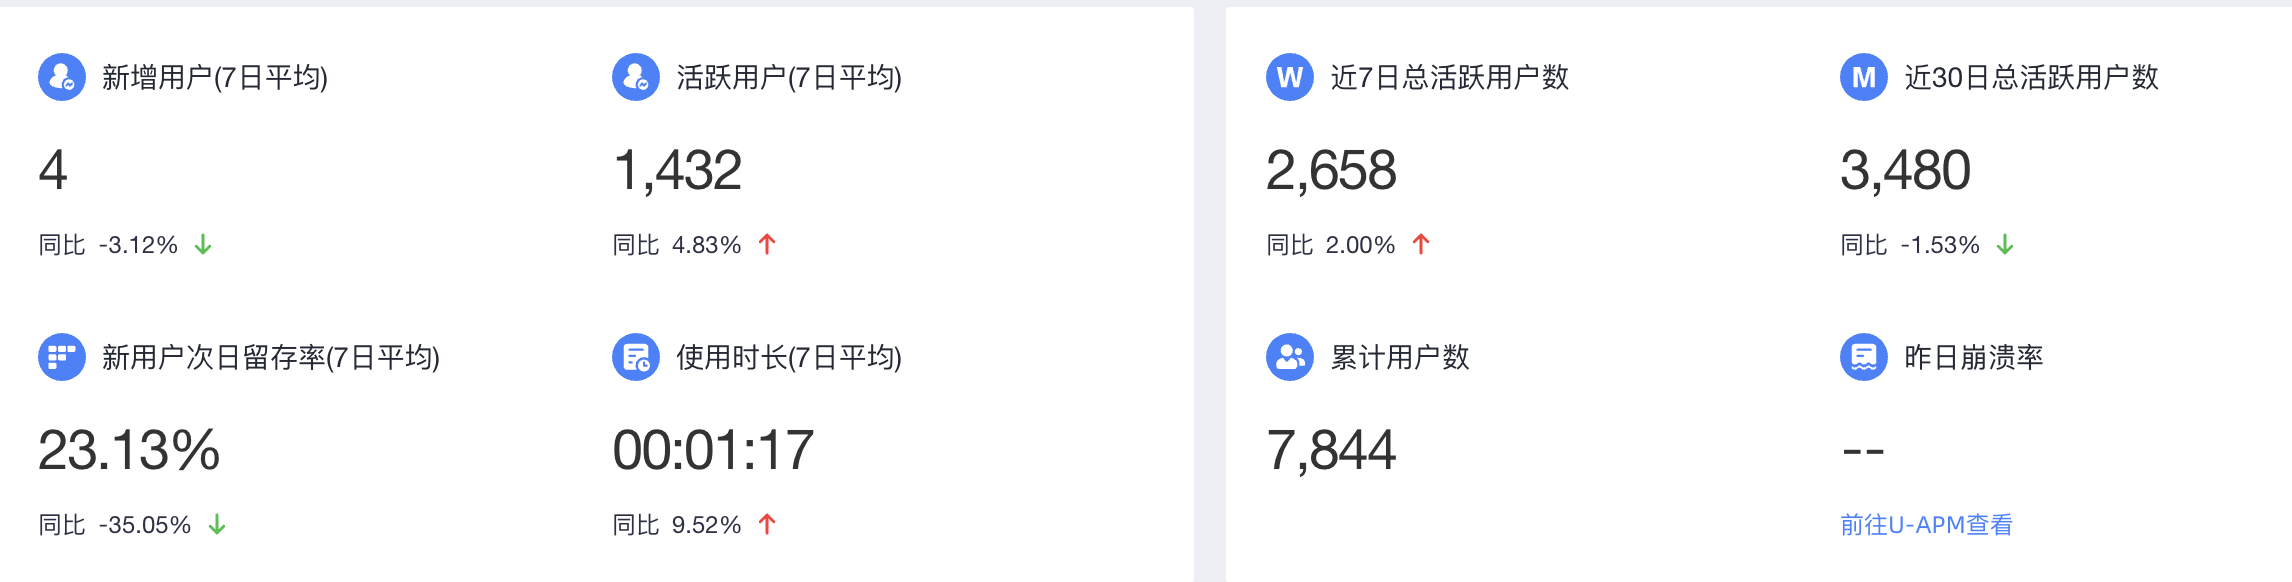 新增用户(7日平均)
活跃用户(7日平均)
4
1,432
同比 -3.12% ↓
同比 4.83% ↑
新用户次日留存率(7日平均)
使用时长(7日平均)
23.13%
00:01:17
同比 -35.05% ↓
同比 9.52% ↑
W 近7日总活跃用户数
M 近30日总活跃用户数
2,658
3,480
同比 2.00% ↑
同比 -1.53% ↓
累计用户数
昨日崩溃率
7,844
--
前往U-APM查看